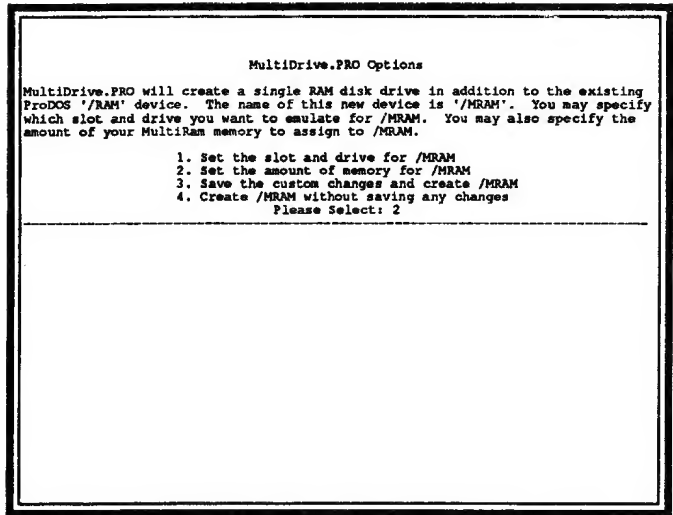 MultiDrive.PRO Options
MultiDrive.PRO will create a single RAM disk drive in addition to the existing
ProDOS '/RAM' device. The name of this new device is '/MRAM'. You may specify
which slot and drive you want to emulate for /MRAM. You may also specify the
amount of your MultiRam memory to assign to /MRAM.
1. Set the slot and drive for /MRAM
2. Set the amount of memory for /MRAM
3. Save the custom changes and create /MRAM
4. Create /MRAM without saving any changes
Please Select: 2